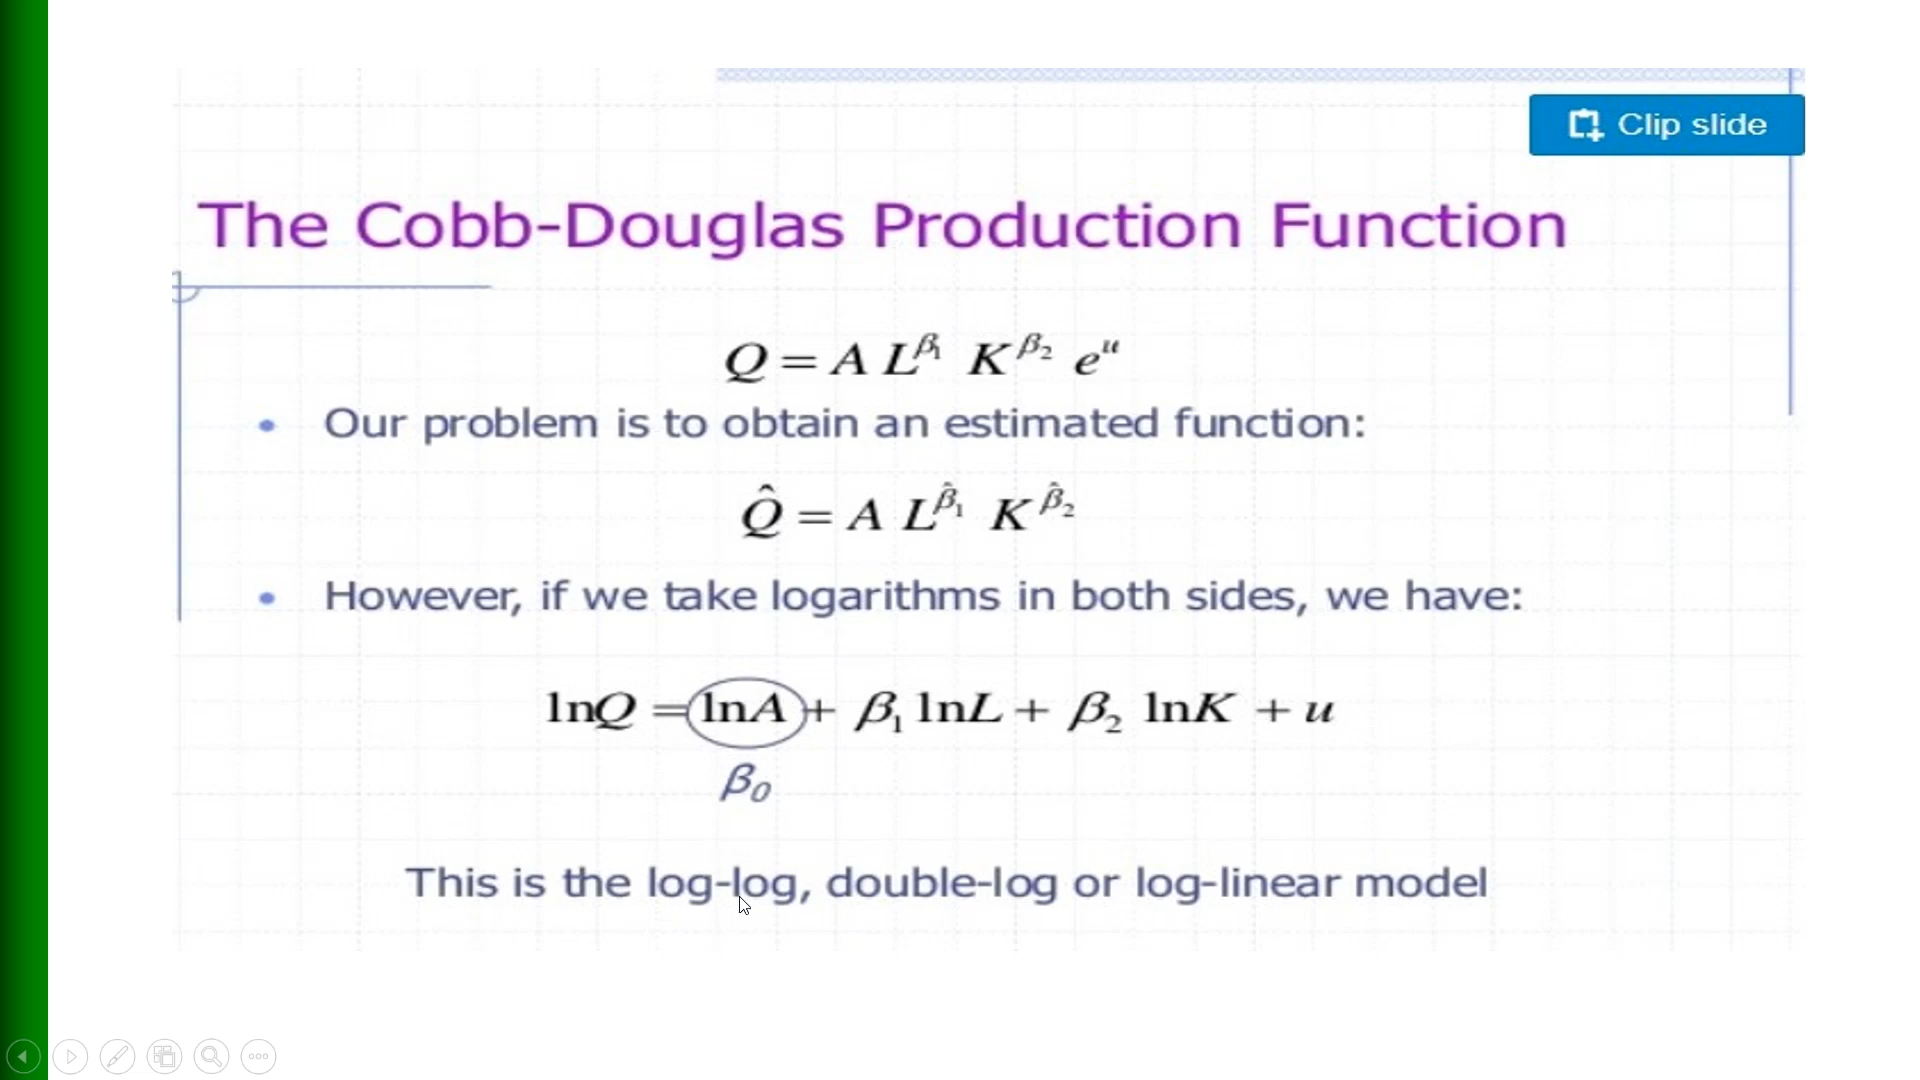 Clip slide
The Cobb-Douglas Production Function
Q = A L^β₁ K^β₂ e^u
• Our problem is to obtain an estimated function:
Q̂ = A L^β̂₁ K^β̂₂
• However, if we take logarithms in both sides, we have:
lnQ = lnA + β₁ lnL + β₂ lnK + u
β₀
This is the log-log, double-log or log-linear model